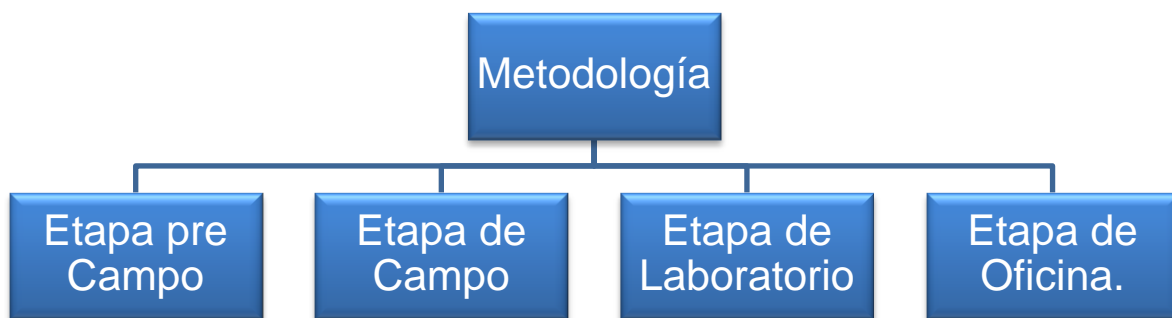 Metodología
Etapa pre
Campo
Etapa de
Campo
Etapa de
Laboratorio
Etapa de
Oficina.